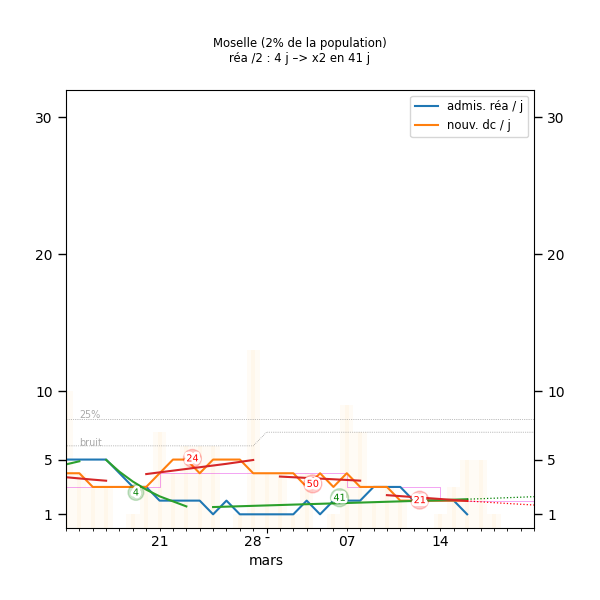 Moselle (2% de la population)
réa /2 : 4 j –> x2 en 41 j
admis. réa / j
nouv. dc / j
30 30
20 20
10 10
25%
bruit
5 5
24
4
50
41
21
1 1
21 28 07 14
mars